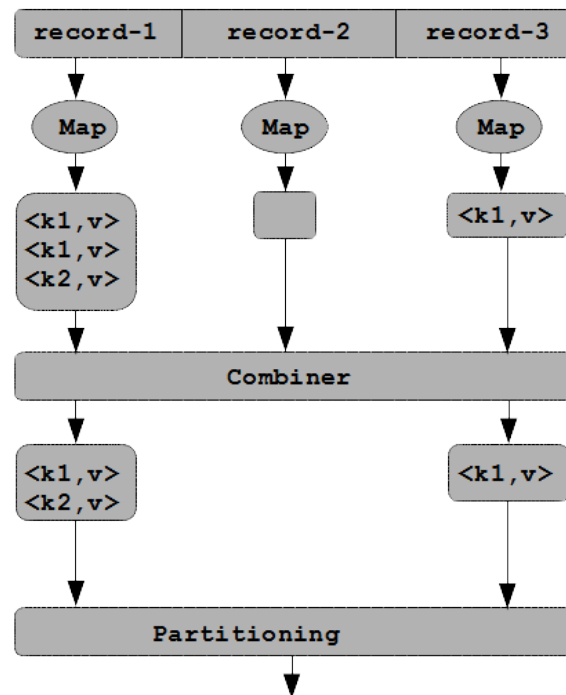 record-1 record-2 record-3
Map Map Map
<k1,v>
<k1,v>
<k2,v>
<k1,v>
Combiner
<k1,v>
<k2,v>
<k1,v>
Partitioning